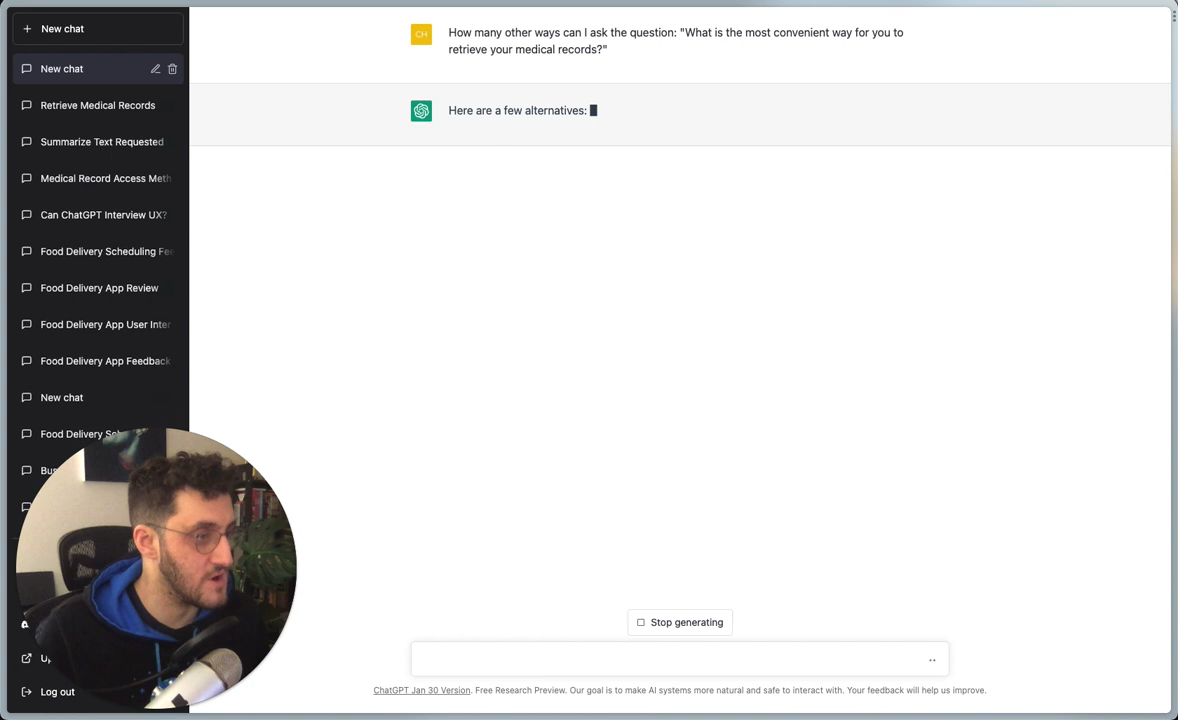 New chat
New chat
Retrieve Medical Records
Summarize Text Requested
Medical Record Access Meth
Can ChatGPT Interview UX?
Food Delivery Scheduling Fee
Food Delivery App Review
Food Delivery App User Inter
Food Delivery App Feedback
New chat
Food Delivery
Log out
CH
How many other ways can I ask the question: "What is the most convenient way for you to
retrieve your medical records?"
Here are a few alternatives:
Stop generating
ChatGPT Jan 30 Version. Free Research Preview. Our goal is to make AI systems more natural and safe to interact with. Your feedback will help us improve.